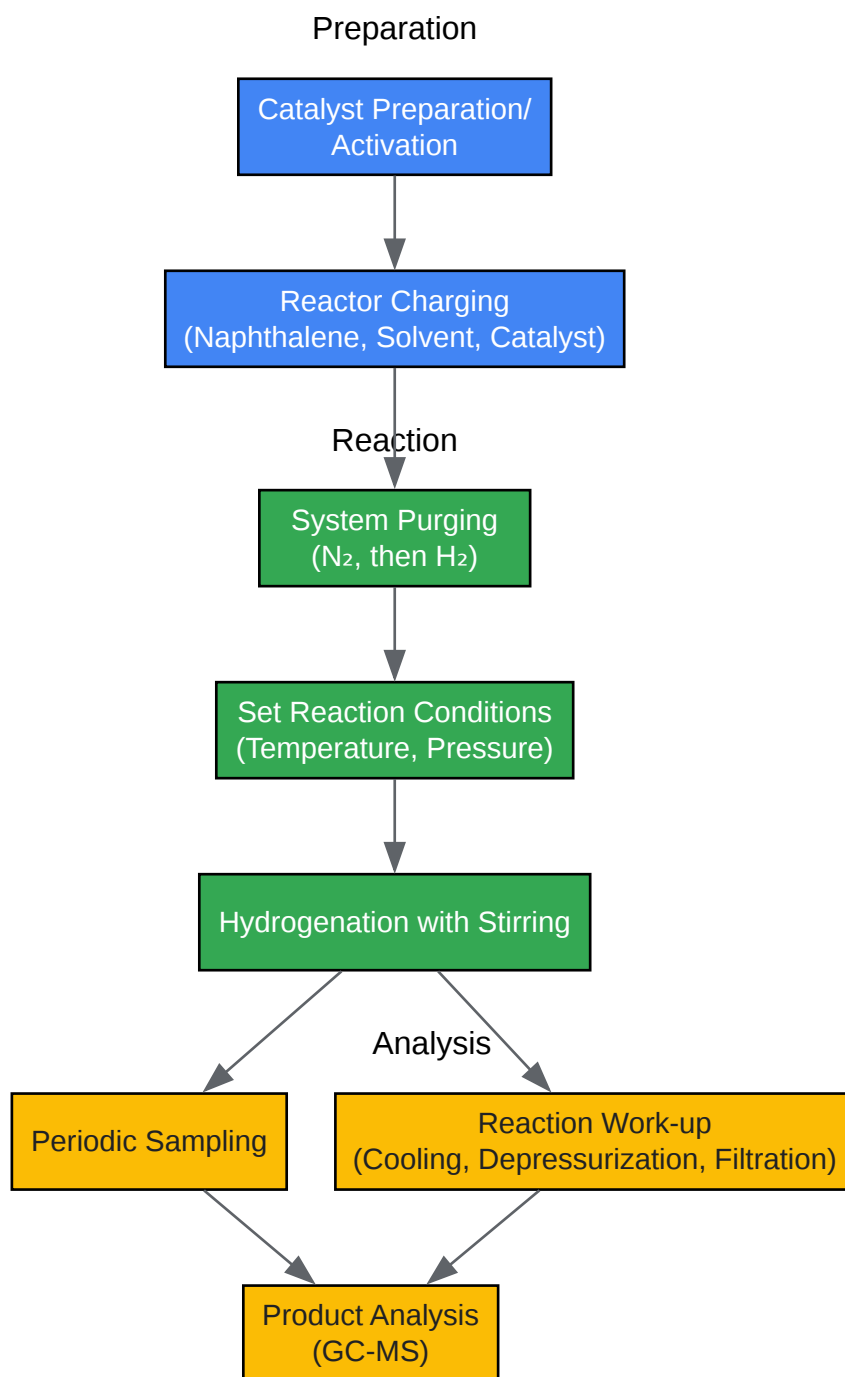 Preparation
Catalyst Preparation/
Activation
Reactor Charging
(Naphthalene, Solvent, Catalyst)
Reaction
System Purging
(N₂, then H₂)
Set Reaction Conditions
(Temperature, Pressure)
Hydrogenation with Stirring
Analysis
Periodic Sampling
Reaction Work-up
(Cooling, Depressurization, Filtration)
Product Analysis
(GC-MS)